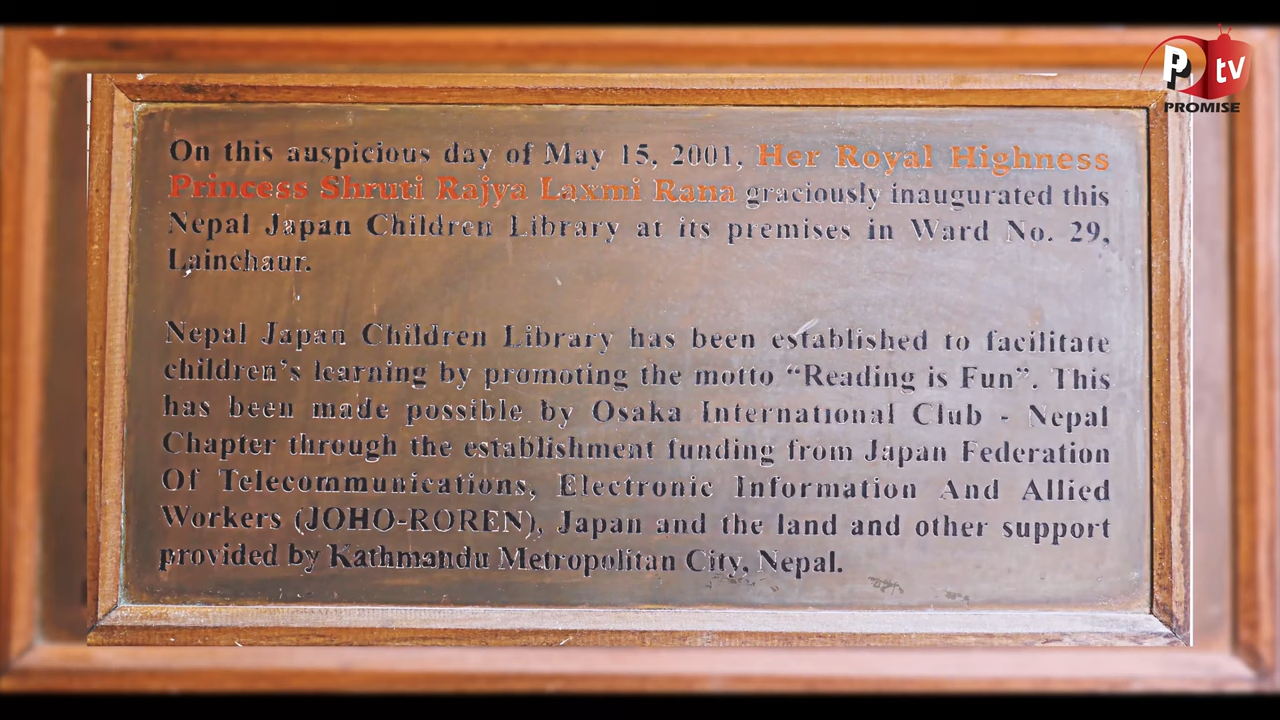 P tv
PROMISE
On this auspicious day of May 15, 2001, Her Royal Highness
Princess Shruti Rajya Laxmi Rana graciously inaugurated this
Nepal Japan Children Library at its premises in Ward No. 29,
Lainchaur.
Nepal Japan Children Library has been established to facilitate
children's learning by promoting the motto “Reading is Fun”. This
has been made possible by Osaka International Club - Nepal
Chapter through the establishment funding from Japan Federation
Of Telecommunications, Electronic Information And Allied
Workers (JOHO-ROREN), Japan and the land and other support
provided by Kathmandu Metropolitan City, Nepal.